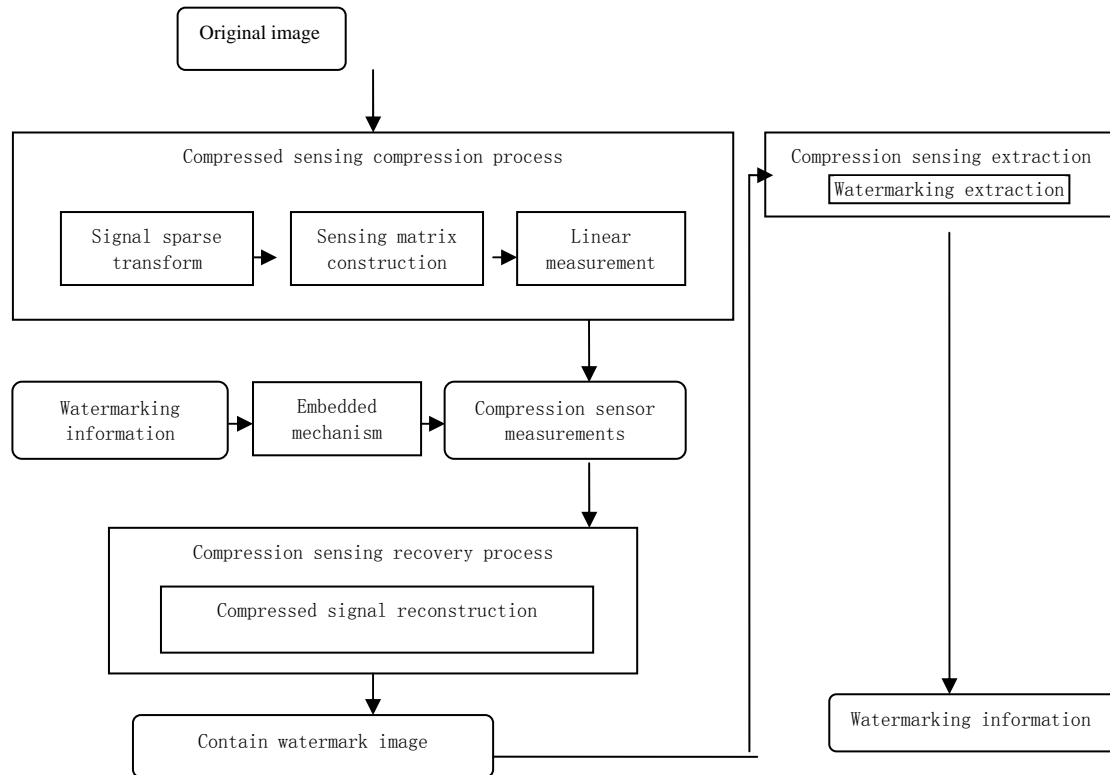 Original image
Compressed sensing compression process
Signal sparse
transform
Sensing matrix
construction
Linear
measurement
Watermarking
information
Embedded
mechanism
Compression sensor
measurements
Compression sensing recovery process
Compressed signal reconstruction
Contain watermark image
Compression sensing extraction
Watermarking extraction
Watermarking information